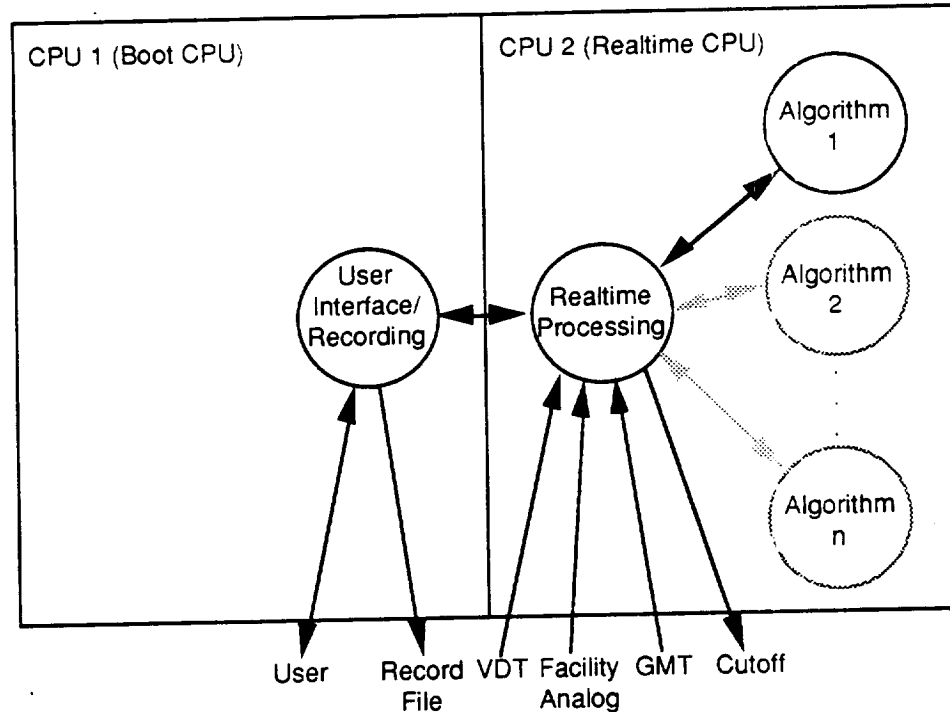 CPU 1 (Boot CPU)
CPU 2 (Realtime CPU)
Algorithm
1
User
Interface/
Recording
Realtime
Processing
Algorithm
2
Algorithm
n
User
Record
File
VDT
Facility
Analog
GMT
Cutoff